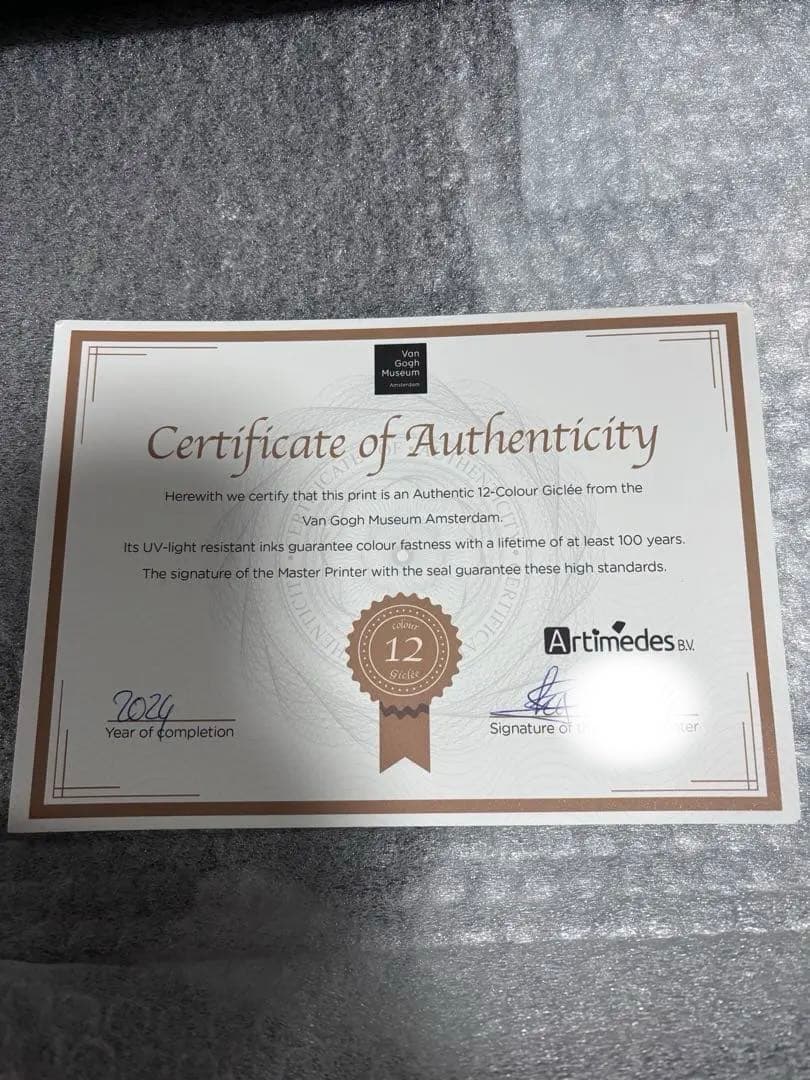 Van
Gogh
Museum
Amsterdam
Certificate of Authenticity
Herewith we certify that this print is an Authentic 12-Colour Giclée from the
Van Gogh Museum Amsterdam.
Its UV-light resistant inks guarantee colour fastness with a lifetime of at least 100 years.
The signature of the Master Printer with the seal guarantee these high standards.
colour
12
Giclée
Artimedes B.V.
2024
Year of completion
Signature of